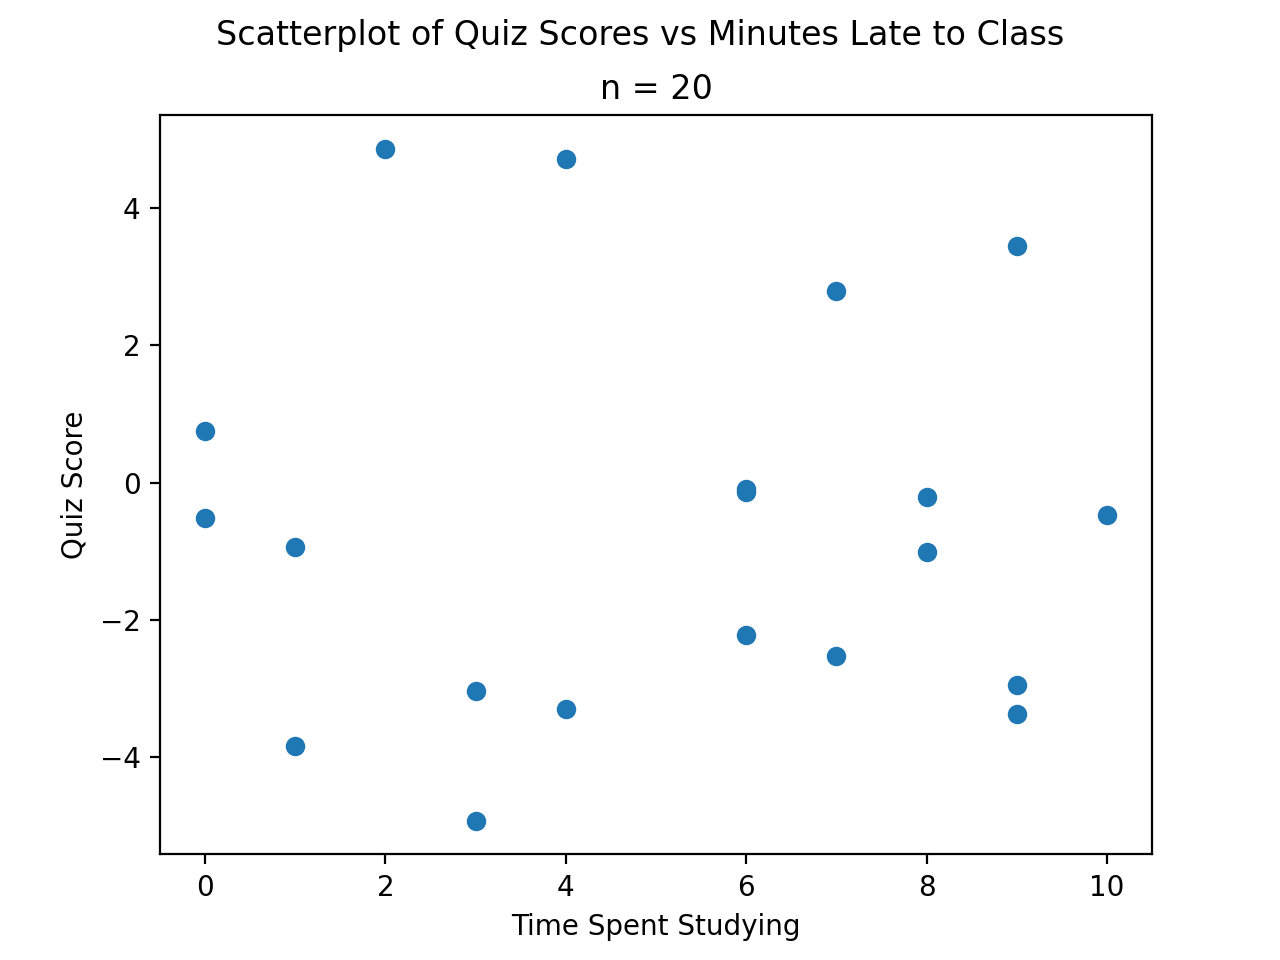 Scatterplot of Quiz Scores vs Minutes Late to Class
n = 20
4
2
0
−2
−4
Quiz Score
0 2 4 6 8 10
Time Spent Studying